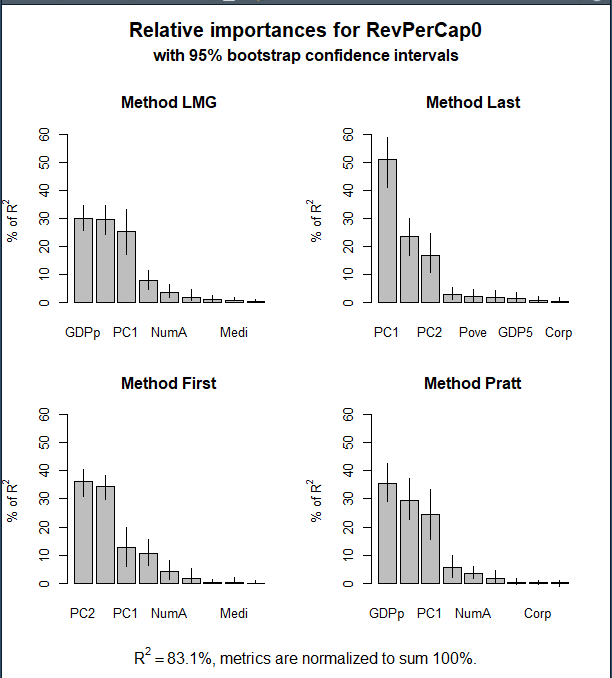 Relative importances for RevPerCap0
with 95% bootstrap confidence intervals
Method LMG
% of R²
0 10 20 30 40 50 60
GDPp PC1 NumA Medi
Method Last
% of R²
0 10 20 30 40 50 60
PC1 PC2 Pove GDP5 Corp
Method First
% of R²
0 10 20 30 40 50 60
PC2 PC1 NumA Medi
Method Pratt
% of R²
0 10 20 30 40 50 60
GDPp PC1 NumA Corp
R² = 83.1%, metrics are normalized to sum 100%.